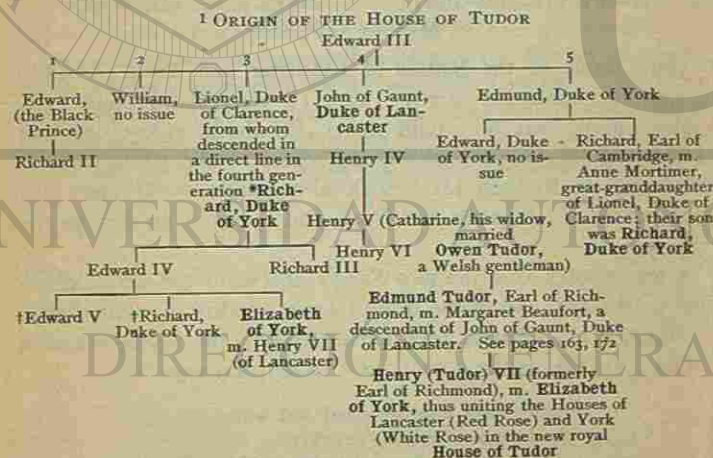 ¹ ORIGIN OF THE HOUSE OF TUDOR
Edward III
1 2 3 4 5
Edward,
(the Black
Prince)
Richard II
William,
no issue
Lionel, Duke
of Clarence,
from whom
descended in
a direct line in
the fourth gen-
eration *Rich-
ard, Duke
of York
John of Gaunt,
Duke of Lan-
caster
Henry IV
Henry V (Catharine, his widow,
married
Owen Tudor,
a Welsh gentleman)
Henry VI
Edmund, Duke of York
Edward, Duke
of York, no is-
sue
Richard, Earl of
Cambridge, m.
Anne Mortimer,
great-granddaughter
of Lionel, Duke of
Clarence; their son
was Richard,
Duke of York
Edward IV
Richard III
†Edward V
†Richard,
Duke of York
Elizabeth
of York,
m. Henry VII
(of Lancaster)
Edmund Tudor, Earl of Rich-
mond, m. Margaret Beaufort, a
descendant of John of Gaunt, Duke
of Lancaster. See pages 163, 172
Henry (Tudor) VII (formerly
Earl of Richmond), m. Elizabeth
of York, thus uniting the Houses of
Lancaster (Red Rose) and York
(White Rose) in the new royal
House of Tudor
UNIVERSIDAD AUT
DIRECCIÓN GENERA